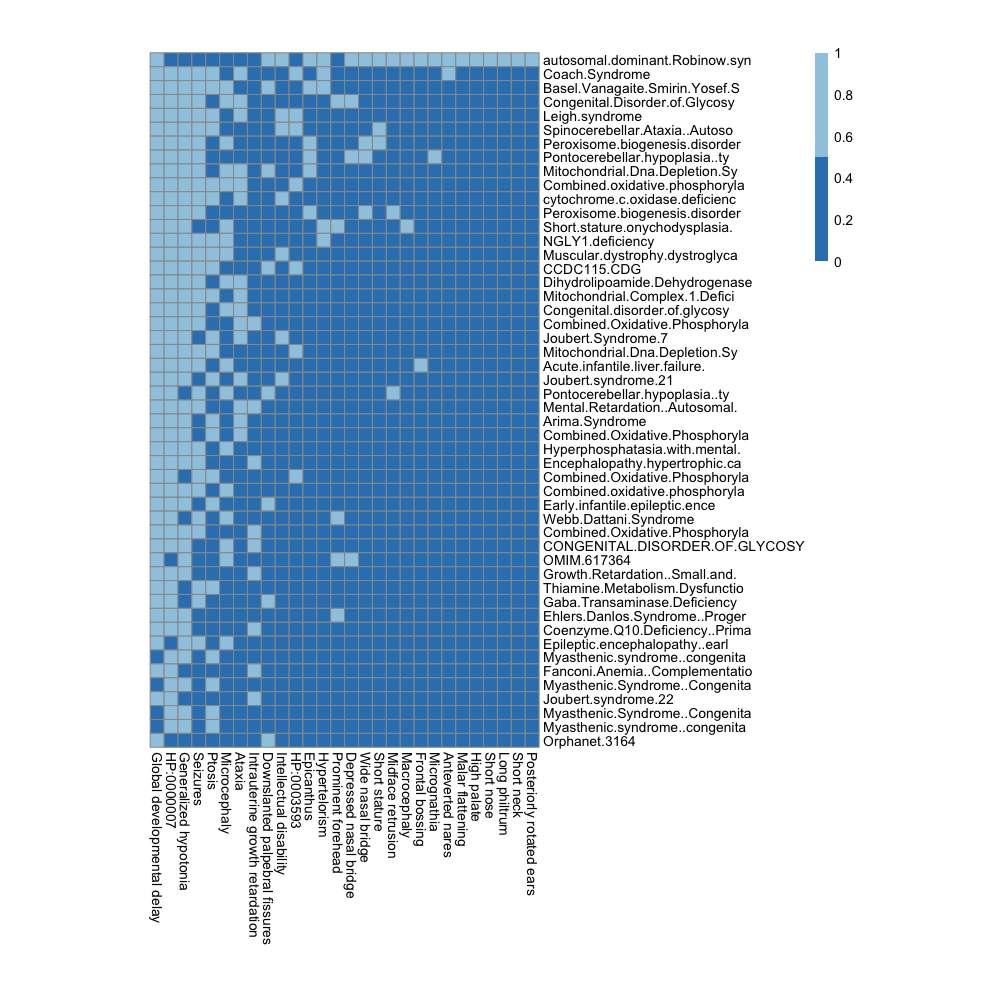 autosomal.dominant.Robinow.syn
Coach.Syndrome
Basel.Vanagaite.Smirin.Yosef.S
Congenital.Disorder.of.Glycosy
Leigh.syndrome
Spinocerebellar.Ataxia..Autoso
Peroxisome.biogenesis.disorder
Pontocerebellar.hypoplasia..ty
Mitochondrial.Dna.Depletion.Sy
Combined.oxidative.phosphoryla
cytochrome.c.oxidase.deficienc
Peroxisome.biogenesis.disorder
Short.stature.onychodysplasia.
NGLY1.deficiency
Muscular.dystrophy.dystroglyca
CCDC115.CDG
Dihydrolipoamide.Dehydrogenase
Mitochondrial.Complex.1.Defici
Congenital.disorder.of.glycosy
Combined.Oxidative.Phosphoryla
Joubert.Syndrome.7
Mitochondrial.Dna.Depletion.Sy
Acute.infantile.liver.failure.
Joubert.syndrome.21
Pontocerebellar.hypoplasia..ty
Mental.Retardation..Autosomal.
Arima.Syndrome
Combined.Oxidative.Phosphoryla
Hyperphosphatasia.with.mental.
Encephalopathy.hypertrophic.ca
Combined.Oxidative.Phosphoryla
Combined.oxidative.phosphoryla
Early.infantile.epileptic.ence
Webb.Dattani.Syndrome
Combined.Oxidative.Phosphoryla
CONGENITAL.DISORDER.OF.GLYCOSY
OMIM.617364
Growth.Retardation..Small.and.
Thiamine.Metabolism.Dysfunctio
Gaba.Transaminase.Deficiency
Ehlers.Danlos.Syndrome..Proger
Coenzyme.Q10.Deficiency..Prima
Epileptic.encephalopathy..earl
Myasthenic.syndrome..congenita
Fanconi.Anemia..Complementatio
Myasthenic.Syndrome..Congenita
Joubert.syndrome.22
Myasthenic.Syndrome..Congenita
Myasthenic.syndrome..congenita
Orphanet.3164
1
0.8
0.6
0.4
0.2
0
Global developmental delay
HP:0000007
Generalized hypotonia
Seizures
Ptosis
Microcephaly
Ataxia
Intrauterine growth retardation
Downslanted palpebral fissures
Intellectual disability
HP:0003593
Epicanthus
Hypertelorism
Prominent forehead
Depressed nasal bridge
Wide nasal bridge
Short stature
Midface retrusion
Macrocephaly
Frontal bossing
Micrognathia
Anteverted nares
Malar flattening
High palate
Short nose
Long philtrum
Short neck
Posteriorly rotated ears